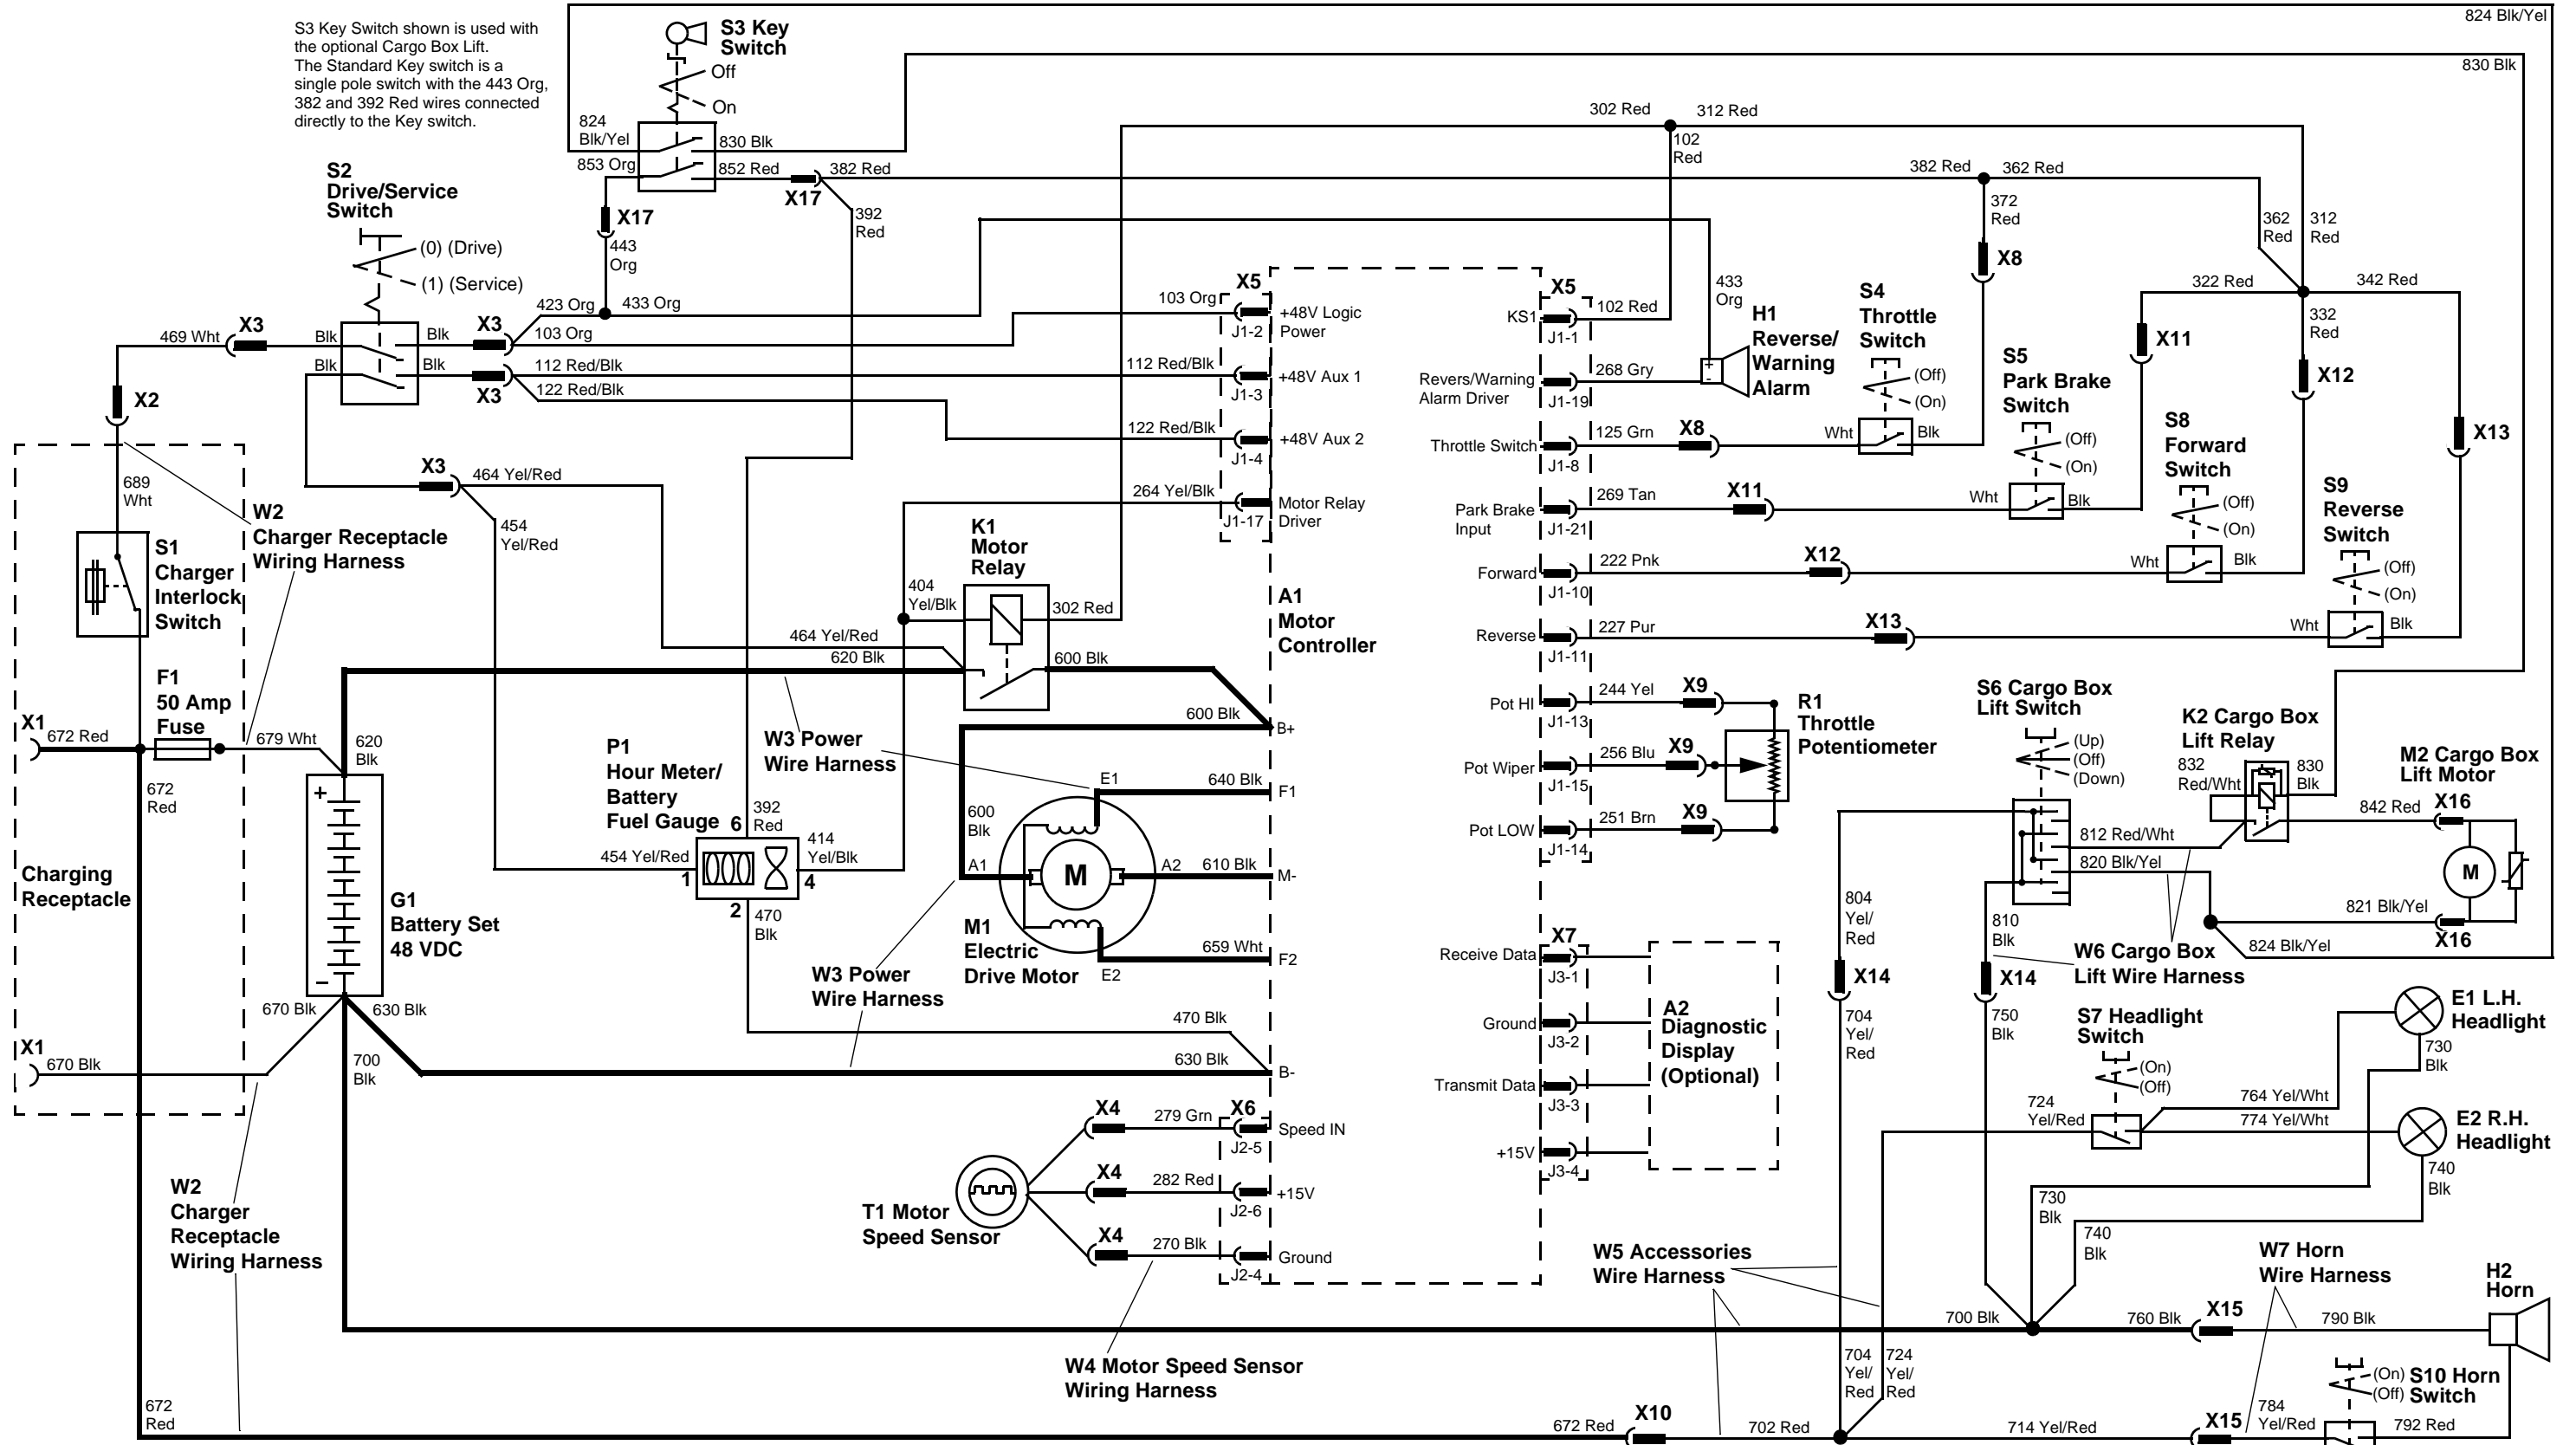 824 Blk/Yel
S3 Key Switch shown is used with
the optional Cargo Box Lift.
The Standard Key switch is a
single pole switch with the 443 Org,
382 and 392 Red wires connected
directly to the Key switch.
S3 Key
Switch
Off
On
830 Blk
824
Blk/Yel
830 Blk
853 Org
852 Red
X17
382 Red
X17
443
Org
392
Red
302 Red
312 Red
102
Red
382 Red
362 Red
372
Red
X8
362
Red
312
Red
S2
Drive/Service
Switch
(0) (Drive)
(1) (Service)
423 Org
433 Org
469 Wht
X3
Blk
Blk
X3
103 Org
Blk
Blk
112 Red/Blk
X3
122 Red/Blk
X2
X3
464 Yel/Red
454
Yel/Red
689
Wht
W2
Charger Receptacle
Wiring Harness
S1
Charger
Interlock
Switch
F1
50 Amp
Fuse
X1
672 Red
679 Wht
620
Blk
672
Red
Charging
Receptacle
+
−
G1
Battery Set
48 VDC
670 Blk
630 Blk
X1
670 Blk
700
Blk
W2
Charger
Receptacle
Wiring Harness
672
Red
K1
Motor
Relay
404
Yel/Blk
302 Red
464 Yel/Red
620 Blk
600 Blk
W3 Power
Wire Harness
P1
Hour Meter/
Battery
Fuel Gauge
6
392
Red
414
Yel/Blk
454 Yel/Red
1
4
2
470
Blk
600 Blk
E1
640 Blk
600
Blk
A1
M
A2
610 Blk
M1
Electric
Drive Motor
E2
659 Wht
W3 Power
Wire Harness
470 Blk
630 Blk
X5
103 Org
J1-2
+48V Logic
Power
112 Red/Blk
J1-3
+48V Aux 1
122 Red/Blk
J1-4
+48V Aux 2
264 Yel/Blk
J1-17
Motor Relay
Driver
A1
Motor
Controller
B+
F1
M-
F2
B-
T1 Motor
Speed Sensor
X4
279 Grn
X6
J2-5
Speed IN
X4
282 Red
J2-6
+15V
X4
270 Blk
J2-4
Ground
W4 Motor Speed Sensor
Wiring Harness
X5
KS1
102 Red
J1-1
433
Org
H1
Reverse/
Warning
Alarm
+
-
Revers/Warning
Alarm Driver
268 Gry
J1-19
Throttle Switch
125 Grn
J1-8
X8
Wht
Blk
S4
Throttle
Switch
(Off)
(On)
Park Brake
Input
269 Tan
J1-21
X11
Wht
Blk
S5
Park Brake
Switch
(Off)
(On)
Forward
222 Pnk
J1-10
X12
Wht
Blk
S8
Forward
Switch
(Off)
(On)
Reverse
227 Pur
J1-11
X13
Wht
Blk
S9
Reverse
Switch
(Off)
(On)
322 Red
342 Red
332
Red
X11
X12
X13
Pot HI
244 Yel
J1-13
X9
R1
Throttle
Potentiometer
Pot Wiper
256 Blu
J1-15
X9
Pot LOW
251 Brn
J1-14
X9
S6 Cargo Box
Lift Switch
(Up)
(Off)
(Down)
K2 Cargo Box
Lift Relay
832
Red/Wht
830
Blk
M2 Cargo Box
Lift Motor
842 Red
X16
M
812 Red/Wht
820 Blk/Yel
821 Blk/Yel
X16
824 Blk/Yel
804
Yel/
Red
810
Blk
W6 Cargo Box
Lift Wire Harness
X14
X14
704
Yel/
Red
750
Blk
X7
Receive Data
J3-1
Ground
J3-2
Transmit Data
J3-3
+15V
J3-4
A2
Diagnostic
Display
(Optional)
S7 Headlight
Switch
(On)
(Off)
724
Yel/Red
764 Yel/Wht
774 Yel/Wht
E1 L.H.
Headlight
730
Blk
E2 R.H.
Headlight
740
Blk
730
Blk
740
Blk
W5 Accessories
Wire Harness
W7 Horn
Wire Harness
H2
Horn
700 Blk
760 Blk
X15
790 Blk
704
Yel/
Red
724
Yel/
Red
(On)
(Off)
S10 Horn
Switch
672 Red
X10
702 Red
714 Yel/Red
X15
784
Yel/Red
792 Red